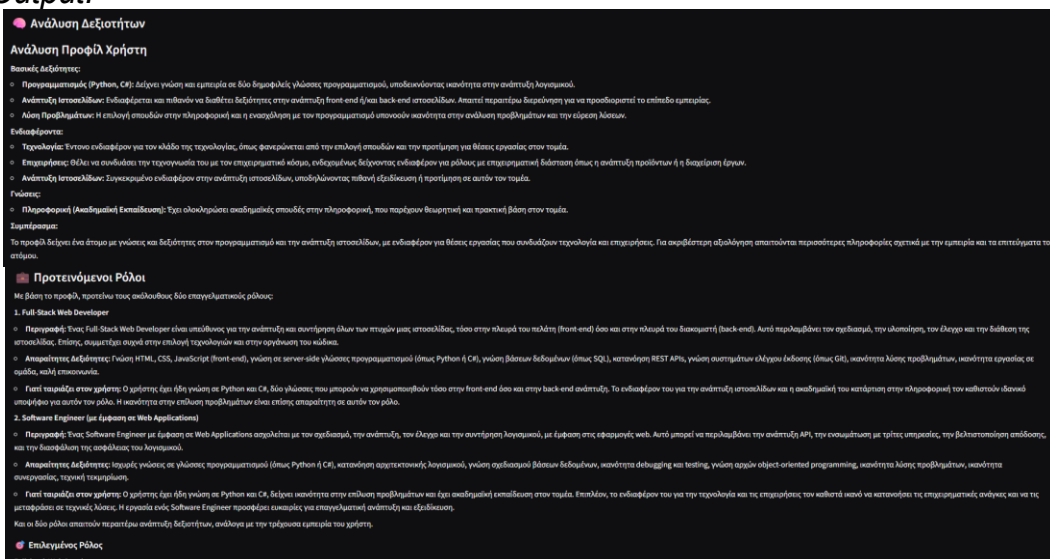 Output:
Ανάλυση Δεξιοτήτων
Ανάλυση Προφίλ Χρήστη
Βασικές Δεξιότητες:
Προγραμματισμός (Python, C#): Δείχνει γνώση και εμπειρία σε δύο δημοφιλείς γλώσσες προγραμματισμού, υποδεικνύοντας ικανότητα στην ανάπτυξη λογισμικού.
Ανάπτυξη Ιστοσελίδων: Ενδιαφέρεται και πιθανόν να διαθέτει δεξιότητες στην ανάπτυξη front-end ή/και back-end ιστοσελίδων. Απαιτεί περαιτέρω διερεύνηση για να προσδιοριστεί το επίπεδο εμπειρίας.
Λύση Προβλημάτων: Η επιλογή σπουδών στην πληροφορική και η ενασχόληση με τον προγραμματισμό υπονοούν ικανότητα στην ανάλυση προβλημάτων και την εύρεση λύσεων.
Ενδιαφέροντα:
Τεχνολογία: Έντονο ενδιαφέρον για τον κλάδο της τεχνολογίας, όπως φανερώνεται από την επιλογή σπουδών και την προτίμηση για θέσεις εργασίας στον τομέα.
Επιχειρήσεις: Θέλει να συνδυάσει την τεχνογνωσία του με τον επιχειρηματικό κόσμο, ενδεχομένως δείχνοντας ενδιαφέρον για ρόλους με επιχειρηματική διάσταση όπως η ανάπτυξη προϊόντων ή η διαχείριση έργων.
Ανάπτυξη Ιστοσελίδων: Συγκεκριμένο ενδιαφέρον στην ανάπτυξη ιστοσελίδων, υποδηλώνοντας πιθανή εξειδίκευση ή προτίμηση σε αυτόν τον τομέα.
Γνώσεις:
Πληροφορική (Ακαδημαϊκή Εκπαίδευση): Έχει ολοκληρώσει ακαδημαϊκές σπουδές στην πληροφορική, που παρέχουν θεωρητική και πρακτική βάση στον τομέα.
Συμπέρασμα:
Το προφίλ δείχνει ένα άτομο με γνώσεις και δεξιότητες στον προγραμματισμό και την ανάπτυξη ιστοσελίδων, με ενδιαφέρον για θέσεις εργασίας που συνδυάζουν τεχνολογία και επιχειρήσεις. Για ακριβέστερη αξιολόγηση απαιτούνται περισσότερες πληροφορίες σχετικά με την εμπειρία και τα επιτεύγματα το
ατόμου.
Προτεινόμενοι Ρόλοι
Με βάση το προφίλ, προτείνω τους ακόλουθους δύο επαγγελματικούς ρόλους:
1. Full-Stack Web Developer
Περιγραφή: Ένας Full-Stack Web Developer είναι υπεύθυνος για την ανάπτυξη και συντήρηση όλων των πτυχών μιας ιστοσελίδας, τόσο στην πλευρά του πελάτη (front-end) όσο και στην πλευρά του διακομιστή (back-end). Αυτό περιλαμβάνει τον σχεδιασμό, την υλοποίηση, τον έλεγχο και την διάθεση της
ιστοσελίδας. Επίσης, συμμετέχει συχνά στην επιλογή τεχνολογιών και στην οργάνωση του κώδικα.
Απαραίτητες Δεξιότητες: Γνώση HTML, CSS, JavaScript (front-end), γνώση σε server-side γλώσσες προγραμματισμού (όπως Python ή C#), γνώση βάσεων δεδομένων (όπως SQL), κατανόηση REST APIs, γνώση συστημάτων ελέγχου έκδοσης (όπως Git), ικανότητα λύσης προβλημάτων, ικανότητα εργασίας σε
ομάδα, καλή επικοινωνία.
Γιατί ταιριάζει στον χρήστη: Ο χρήστης έχει ήδη γνώση σε Python και C#, δύο γλώσσες που μπορούν να χρησιμοποιηθούν τόσο στην front-end όσο και στην back-end ανάπτυξη. Το ενδιαφέρον του για την ανάπτυξη ιστοσελίδων και η ακαδημαϊκή του κατάρτιση στην πληροφορική τον καθιστούν ιδανικό
υποψήφιο για αυτόν τον ρόλο. Η ικανότητα στην επίλυση προβλημάτων είναι επίσης απαραίτητη σε αυτόν τον ρόλο.
2. Software Engineer (με έμφαση σε Web Applications)
Περιγραφή: Ένας Software Engineer με έμφαση σε Web Applications ασχολείται με τον σχεδιασμό, την ανάπτυξη, τον έλεγχο και την συντήρηση λογισμικού, με έμφαση στις εφαρμογές web. Αυτό μπορεί να περιλαμβάνει την ανάπτυξη API, την ενσωμάτωση με τρίτες υπηρεσίες, την βελτιστοποίηση απόδοσης,
και την διασφάλιση της ασφάλειας του λογισμικού.
Απαραίτητες Δεξιότητες: Ισχυρές γνώσεις σε γλώσσες προγραμματισμού (όπως Python ή C#), κατανόηση αρχιτεκτονικής λογισμικού, γνώση σχεδιασμού βάσεων δεδομένων, ικανότητα debugging και testing, γνώση αρχών object-oriented programming, ικανότητα λύσης προβλημάτων, ικανότητα
συνεργασίας, τεχνική τεκμηρίωση.
Γιατί ταιριάζει στον χρήστη: Ο χρήστης έχει ήδη γνώση σε Python και C#, δείχνει ικανότητα στην επίλυση προβλημάτων και έχει ακαδημαϊκή εκπαίδευση στον τομέα. Επιπλέον, το ενδιαφέρον του για την τεχνολογία και τις επιχειρήσεις τον καθιστά ικανό να κατανοήσει τις επιχειρηματικές ανάγκες και να τις
μεταφράσει σε τεχνικές λύσεις. Η εργασία ενός Software Engineer προσφέρει ευκαιρίες για επαγγελματική ανάπτυξη και εξειδίκευση.
Και οι δύο ρόλοι απαιτούν περαιτέρω ανάπτυξη δεξιοτήτων, ανάλογα με την τρέχουσα εμπειρία του χρήστη.
Επιλεγμένος Ρόλος